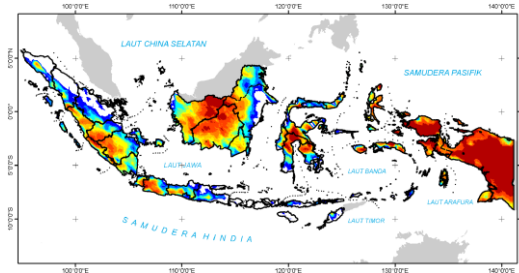 100°0'0"E 110°0'0"E 120°0'0"E 130°0'0"E 140°0'0"E
LAUT CHINA SELATAN
5°0'0"N
SAMUDERA PASIFIK
0°0'0"
LAUT JAWA
5°0'0"S
LAUT BANDA
LAUT ARAFURA
10°0'0"S
SAMUDERA HINDIA
LAUT TIMOR
100°0'0"E 110°0'0"E 120°0'0"E 130°0'0"E 140°0'0"E